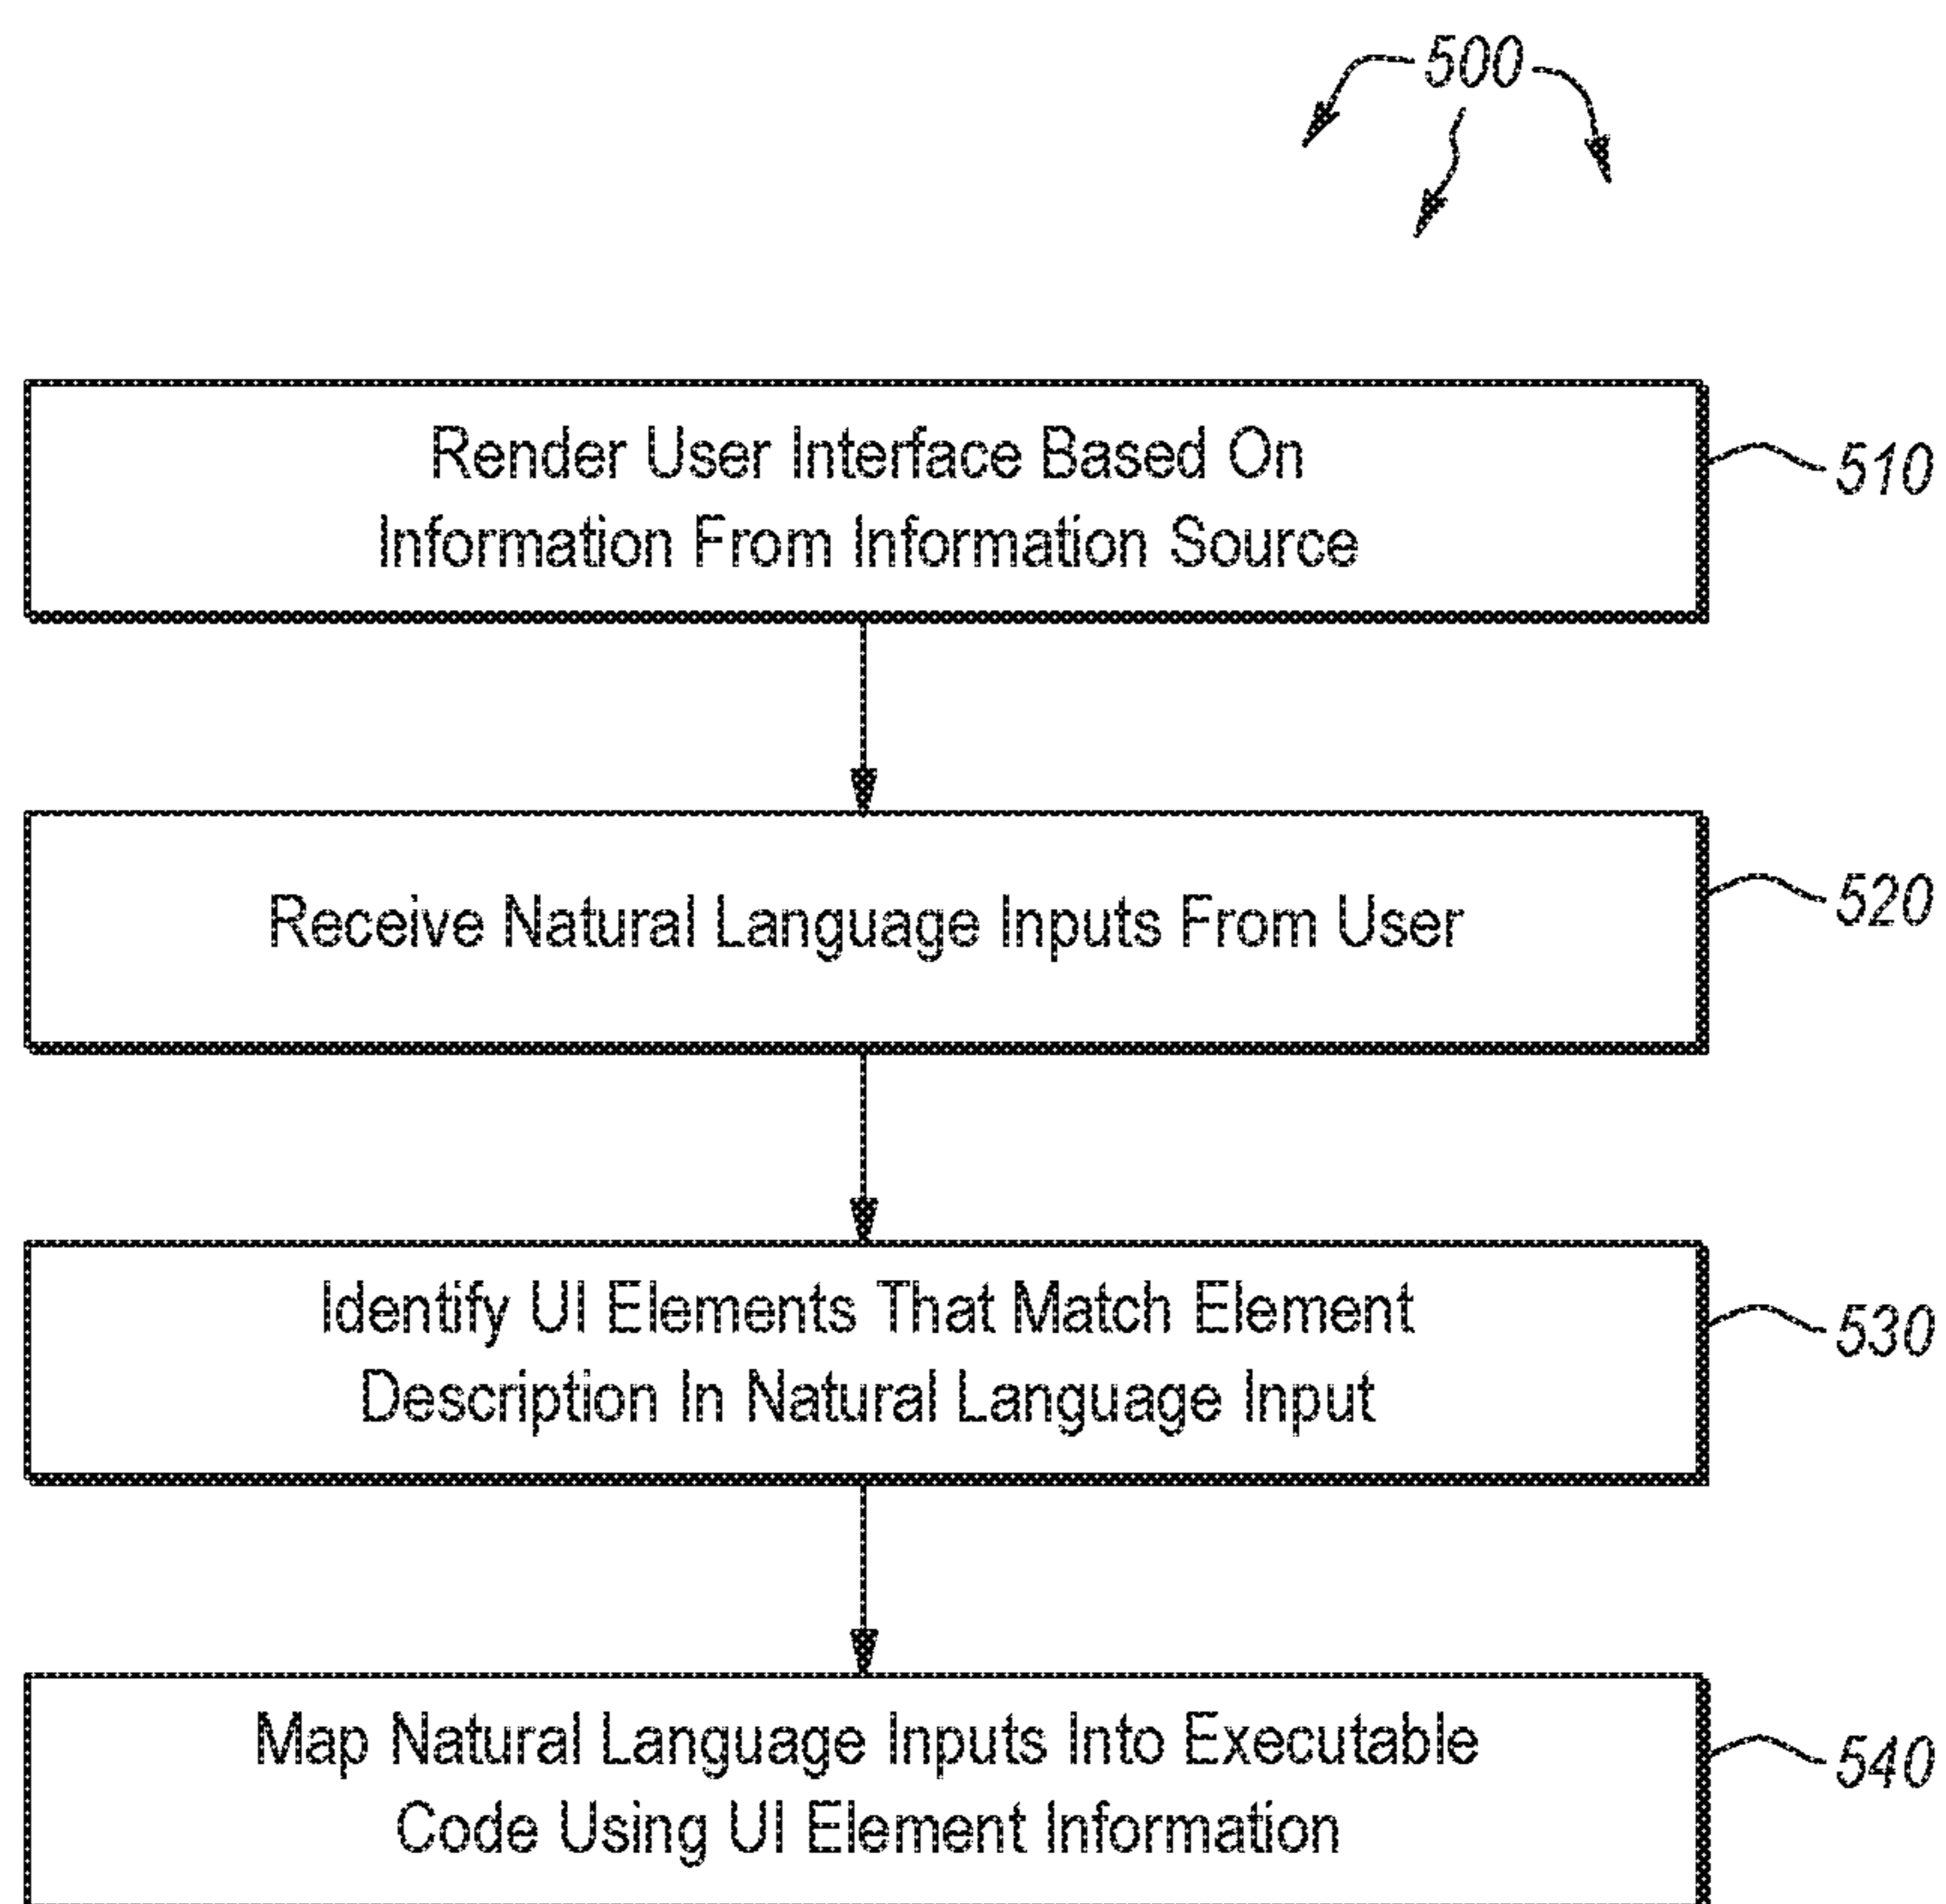 500
Render User Interface Based On
Information From Information Source
510
Receive Natural Language Inputs From User
520
Identify UI Elements That Match Element
Description In Natural Language Input
530
Map Natural Language Inputs Into Executable
Code Using UI Element Information
540